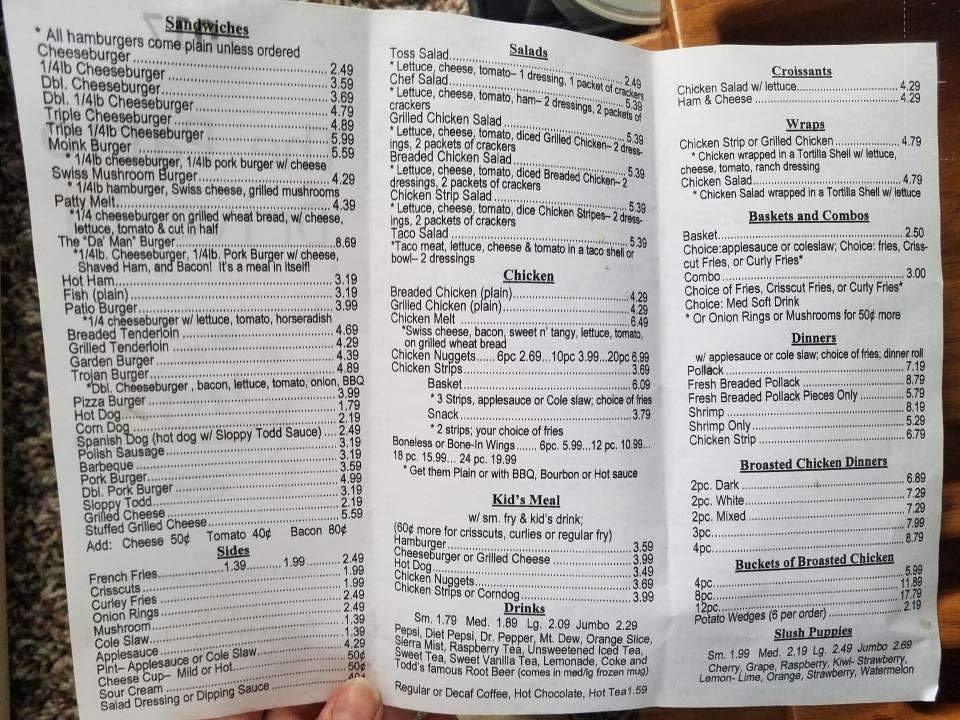 Sandwiches
* All hamburgers come plain unless ordered
Cheeseburger 2.49
1/4lb Cheeseburger 3.59
Dbl. Cheeseburger 3.69
Dbl. 1/4lb Cheeseburger 4.79
Triple Cheeseburger 4.89
Triple 1/4lb Cheeseburger 5.99
Moink Burger 5.59
* 1/4lb cheeseburger, 1/4lb pork burger w/ cheese
Swiss Mushroom Burger 4.29
* 1/4lb hamburger, Swiss cheese, grilled mushrooms
Patty Melt 4.39
*1/4 cheeseburger on grilled wheat bread, w/ cheese,
lettuce, tomato & cut in half
The "Da' Man" Burger 8.69
*1/4lb. Cheeseburger, 1/4lb. Pork Burger w/ cheese,
Shaved Ham, and Bacon! It's a meal in itself!
Hot Ham 3.19
Fish (plain) 3.19
Patio Burger 3.99
*1/4 cheeseburger w/ lettuce, tomato, horseradish
Breaded Tenderloin 4.69
Grilled Tenderloin 4.29
Garden Burger 4.39
Trojan Burger 4.89
*Dbl. Cheeseburger , bacon, lettuce, tomato, onion, BBQ
Pizza Burger 3.99
Hot Dog 1.79
Corn Dog 2.19
Spanish Dog (hot dog w/ Sloppy Todd Sauce) 2.49
Polish Sausage 3.19
Barbeque 3.19
Pork Burger 3.59
Dbl. Pork Burger 4.99
Sloppy Todd 3.19
Grilled Cheese 2.19
Stuffed Grilled Cheese 5.59
Add: Cheese 50¢ Tomato 40¢ Bacon 80¢
Sides
French Fries 1.39 1.99 2.49
Crisscuts 1.99
Curley Fries 1.99
Onion Rings 2.49
Mushroom 2.49
Cole Slaw 1.39
Applesauce 1.39
Pint– Applesauce or Cole Slaw 4.29
Cheese Cup– Mild or Hot 50¢
Sour Cream 50¢
Salad Dressing or Dipping Sauce 40¢
Salads
Toss Salad 2.49
* Lettuce, cheese, tomato– 1 dressing, 1 packet of crackers
Chef Salad 5.39
* Lettuce, cheese, tomato, ham– 2 dressings, 2 packets of
crackers
Grilled Chicken Salad 5.39
* Lettuce, cheese, tomato, diced Grilled Chicken– 2 dress-
ings, 2 packets of crackers
Breaded Chicken Salad 5.39
* Lettuce, cheese, tomato, diced Breaded Chicken– 2
dressings, 2 packets of crackers
Chicken Strip Salad 5.39
* Lettuce, cheese, tomato, dice Chicken Stripes– 2 dress-
ings, 2 packets of crackers
Taco Salad 5.39
*Taco meat, lettuce, cheese & tomato in a taco shell or
bowl– 2 dressings
Chicken
Breaded Chicken (plain) 4.29
Grilled Chicken (plain) 4.29
Chicken Melt 6.49
*Swiss cheese, bacon, sweet n' tangy, lettuce, tomato,
on grilled wheat bread
Chicken Nuggets...... 6pc 2.69...10pc 3.99...20pc 6.99
Chicken Strips 3.69
Basket 6.09
* 3 Strips, applesauce or Cole slaw; choice of fries
Snack 3.79
* 2 strips; your choice of fries
Boneless or Bone-In Wings ...... 6pc. 5.99...12 pc. 10.99...
18 pc. 15.99... 24 pc. 19.99
* Get them Plain or with BBQ, Bourbon or Hot sauce
Kid's Meal
w/ sm. fry & kid's drink;
(60¢ more for crisscuts, curlies or regular fry)
Hamburger 3.59
Cheeseburger or Grilled Cheese 3.99
Hot Dog 3.49
Chicken Nuggets 3.69
Chicken Strips or Corndog 3.99
Drinks
Sm. 1.79 Med. 1.89 Lg. 2.09 Jumbo 2.29
Pepsi, Diet Pepsi, Dr. Pepper, Mt. Dew, Orange Slice,
Sierra Mist, Raspberry Tea, Unsweetened Iced Tea,
Sweet Tea, Sweet Vanilla Tea, Lemonade, Coke and
Todd's famous Root Beer (comes in med/lg frozen mug)
Regular or Decaf Coffee, Hot Chocolate, Hot Tea1.59
Croissants
Chicken Salad w/ lettuce 4.29
Ham & Cheese 4.29
Wraps
Chicken Strip or Grilled Chicken 4.79
* Chicken wrapped in a Tortilla Shell w/ lettuce,
cheese, tomato, ranch dressing
Chicken Salad 4.79
* Chicken Salad wrapped in a Tortilla Shell w/ lettuce
Baskets and Combos
Basket 2.50
Choice:applesauce or coleslaw; Choice: fries, Criss-
cut Fries, or Curly Fries*
Combo 3.00
Choice of Fries, Crisscut Fries, or Curly Fries*
Choice: Med Soft Drink
* Or Onion Rings or Mushrooms for 50¢ more
Dinners
w/ applesauce or cole slaw; choice of fries; dinner roll
Pollack 7.19
Fresh Breaded Pollack 8.79
Fresh Breaded Pollack Pieces Only 5.79
Shrimp 8.19
Shrimp Only 5.29
Chicken Strip 6.79
Broasted Chicken Dinners
2pc. Dark 6.89
2pc. White 7.29
2pc. Mixed 7.29
3pc. 7.99
4pc. 8.79
Buckets of Broasted Chicken
4pc. 5.99
8pc. 11.89
12pc. 17.79
Potato Wedges (6 per order) 2.19
Slush Puppies
Sm. 1.99 Med. 2.19 Lg. 2.49 Jumbo 2.69
Cherry, Grape, Raspberry, Kiwi- Strawberry,
Lemon- Lime, Orange, Strawberry, Watermelon